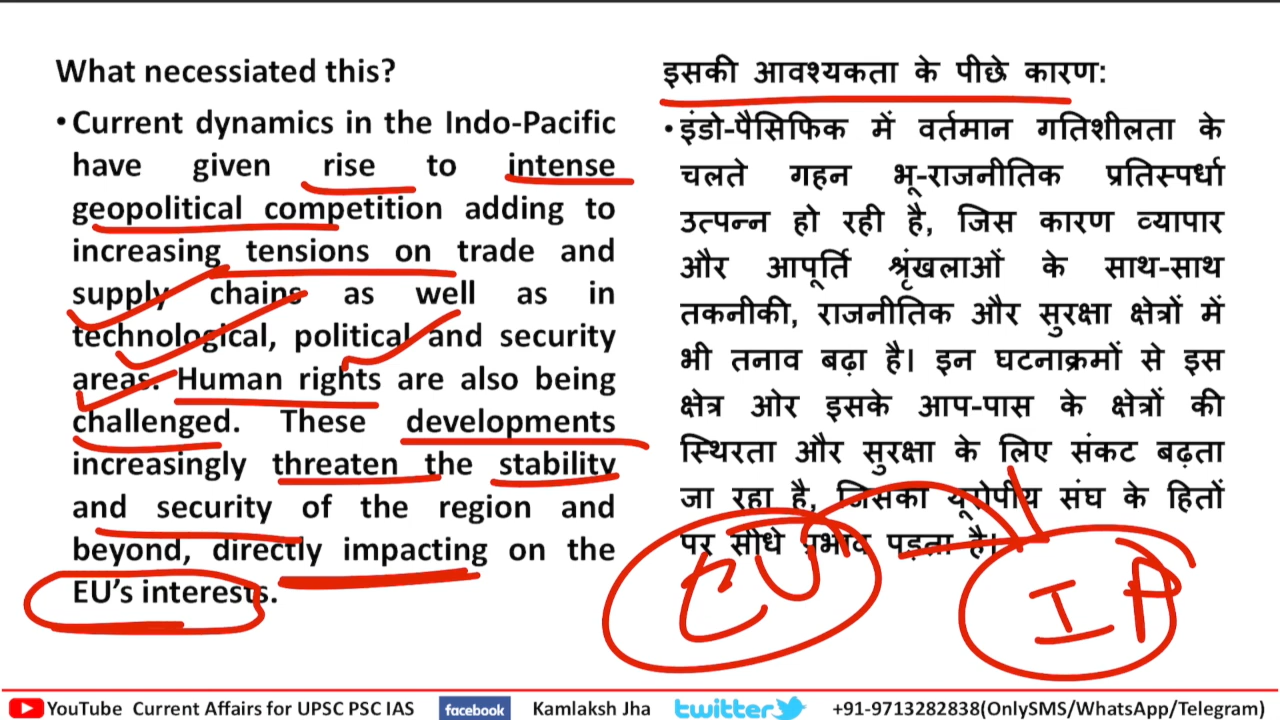 What necessiated this?
• Current dynamics in the Indo-Pacific
have given rise to intense
geopolitical competition adding to
increasing tensions on trade and
supply chains as well as in
technological, political and security
areas. Human rights are also being
challenged. These developments
increasingly threaten the stability
and security of the region and
beyond, directly impacting on the
EU's interests.
इसकी आवश्यकता के पीछे कारण:
• इंडो-पैसिफिक में वर्तमान गतिशीलता के
चलते गहन भू-राजनीतिक प्रतिस्पर्धा
उत्पन्न हो रही है, जिस कारण व्यापार
और आपूर्ति श्रृंखलाओं के साथ-साथ
तकनीकी, राजनीतिक और सुरक्षा क्षेत्रों में
भी तनाव बढ़ा है। इन घटनाक्रमों से इस
क्षेत्र ओर इसके आप-पास के क्षेत्रों की
स्थिरता और सुरक्षा के लिए संकट बढ़ता
जा रहा है, जिसका यूरोपीय संघ के हितों
पर सीधे प्रभाव पड़ता है।
EU
IP
YouTube Current Affairs for UPSC PSC IAS facebook Kamlaksh Jha twitter +91-9713282838(OnlySMS/WhatsApp/Telegram)